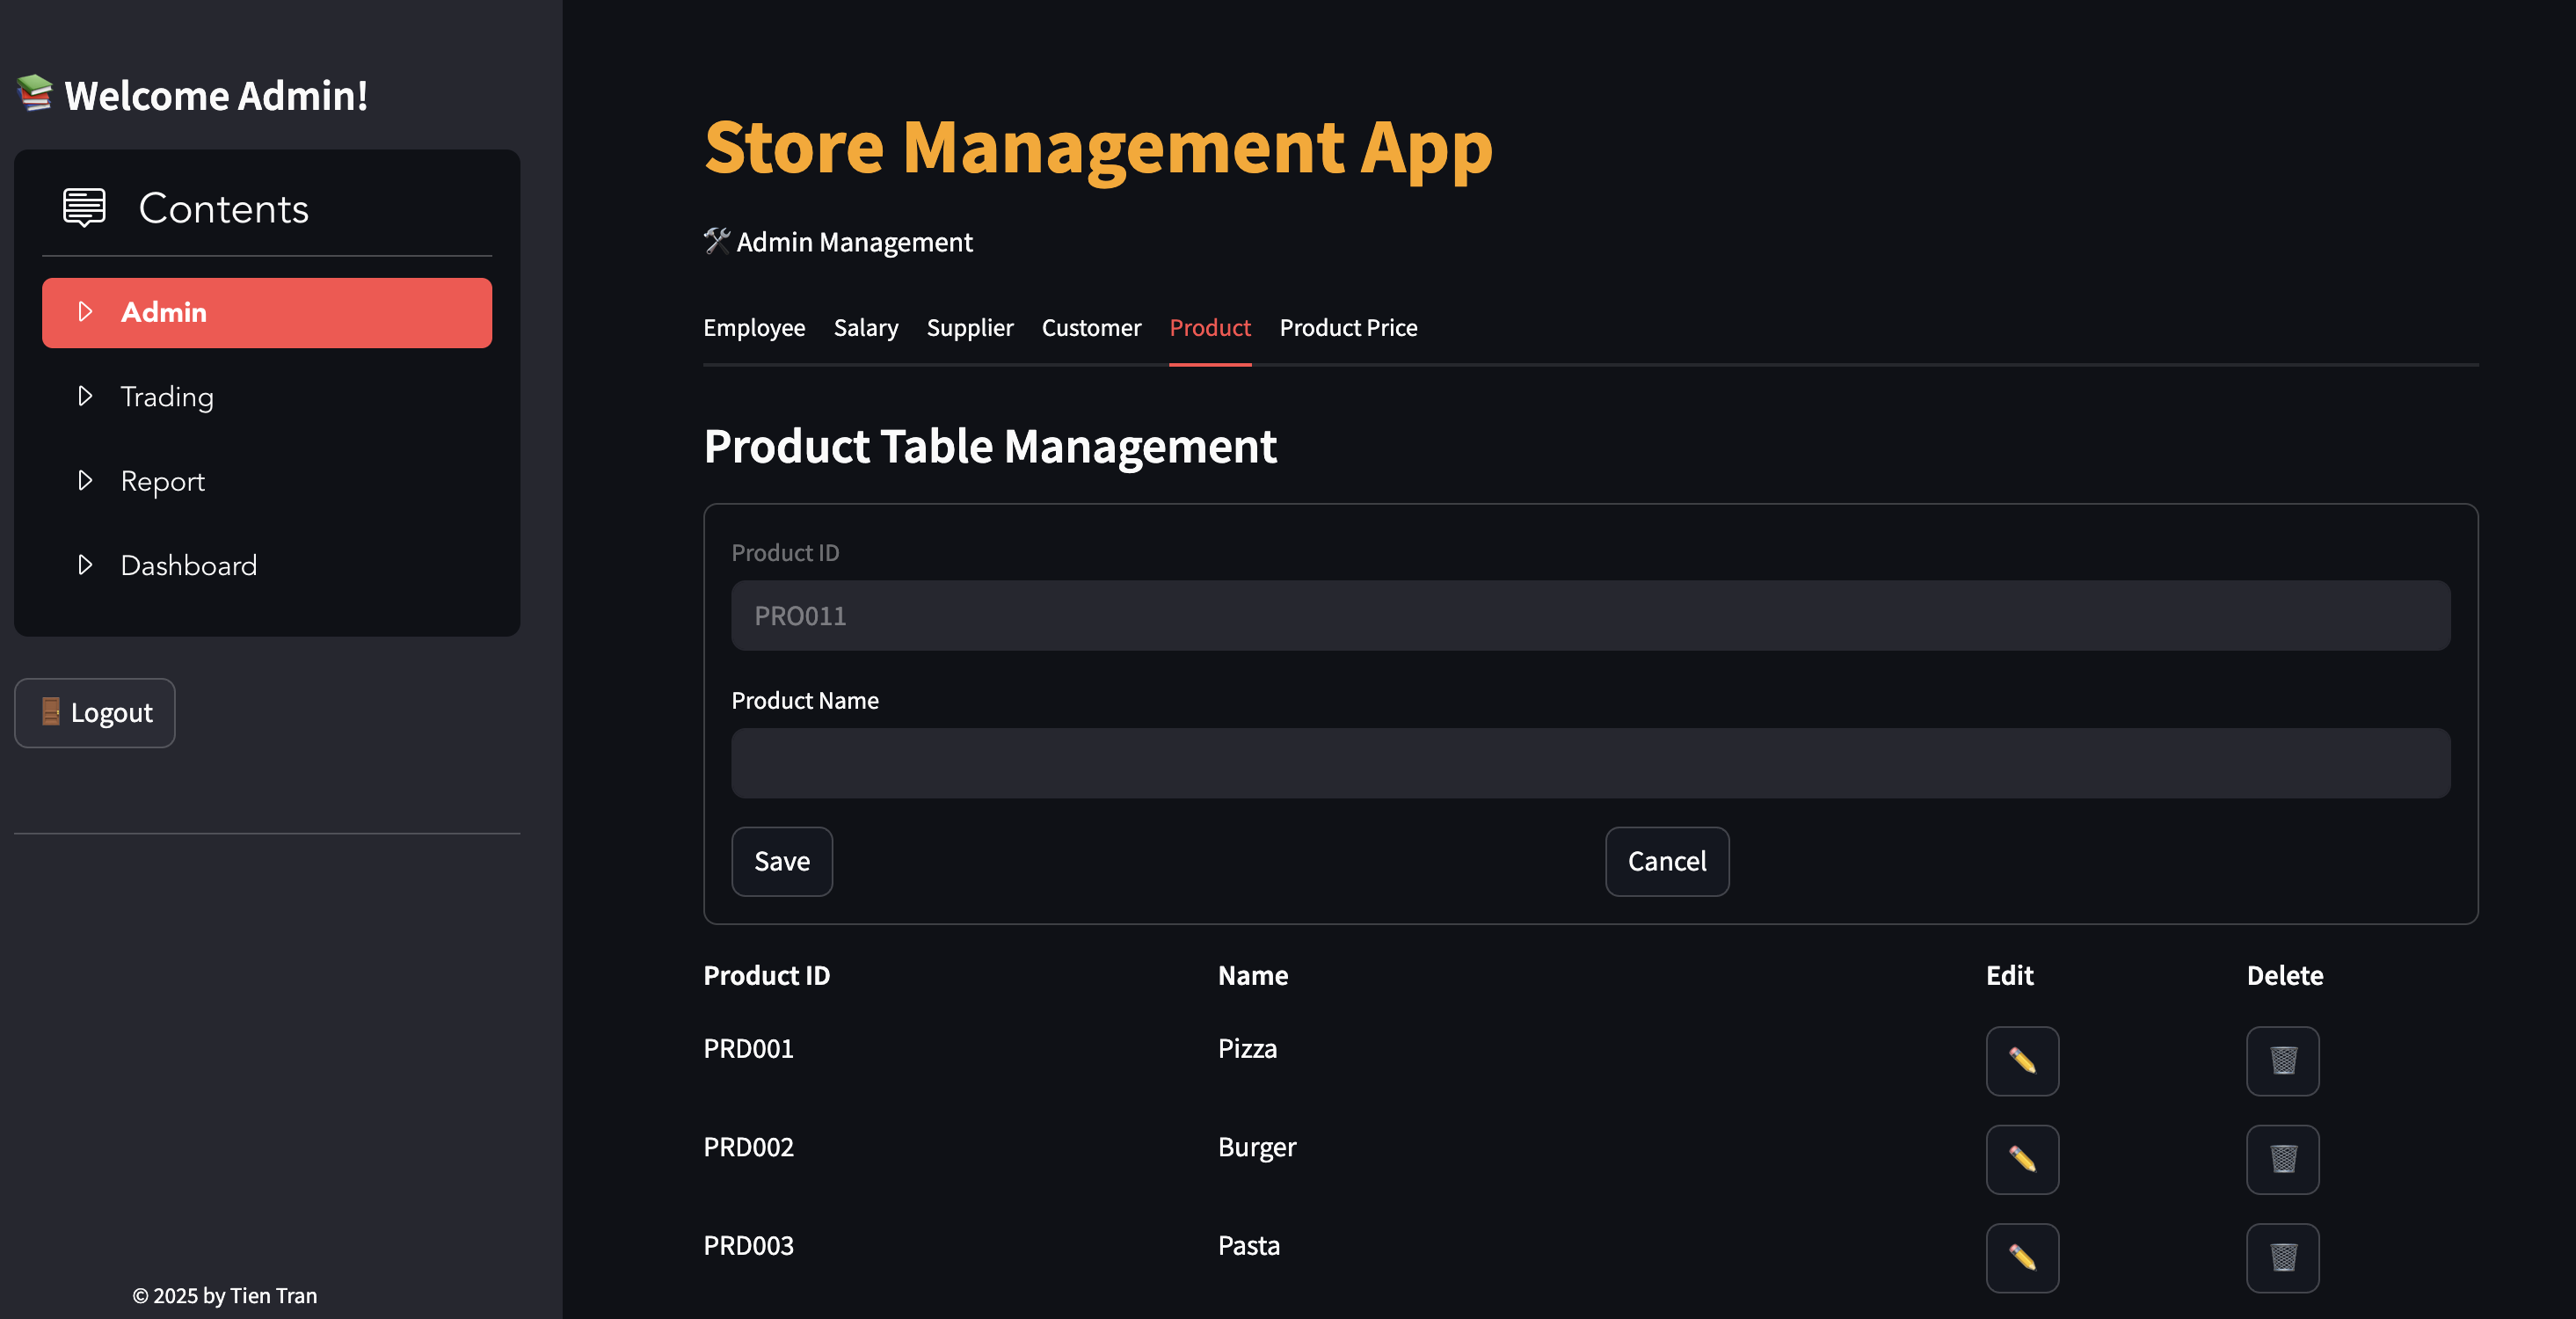 Welcome Admin!
Contents
Admin
Trading
Report
Dashboard
Logout
© 2025 by Tien Tran
Store Management App
Admin Management
Employee Salary Supplier Customer Product Product Price
Product Table Management
Product ID
PRO011
Product Name
Save Cancel
Product ID Name Edit Delete
PRD001 Pizza
PRD002 Burger
PRD003 Pasta